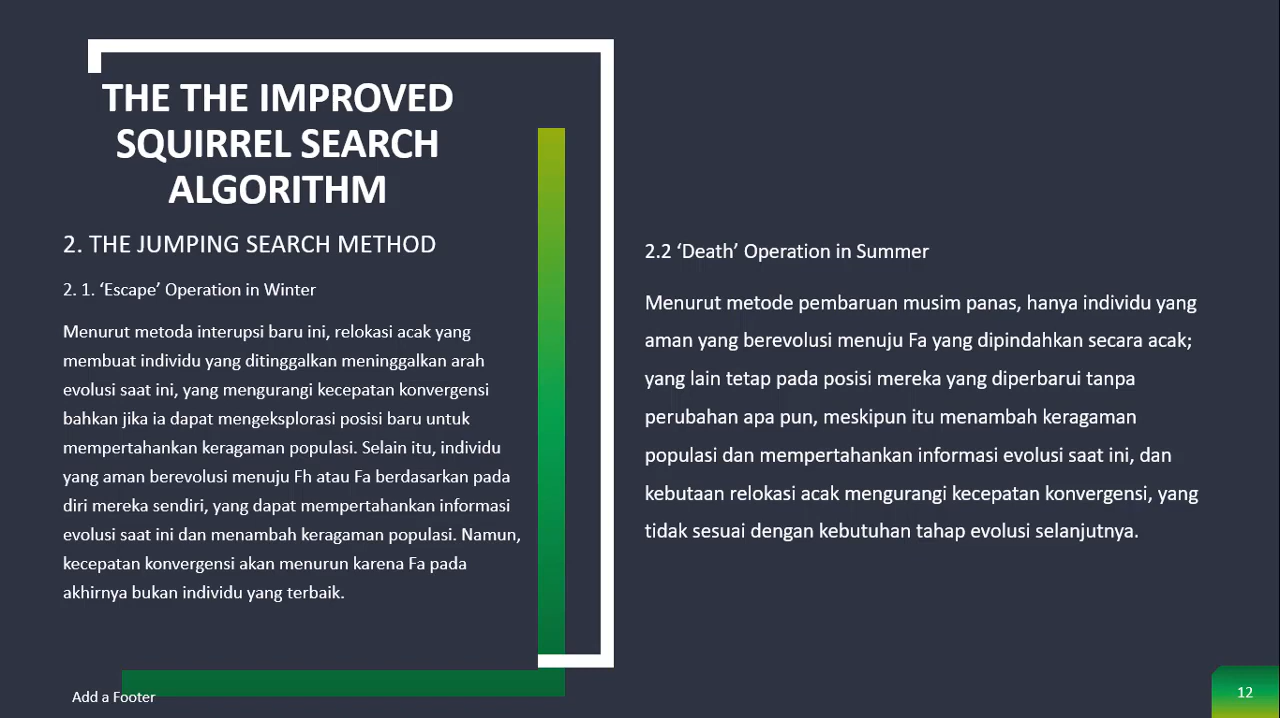 THE THE IMPROVED
SQUIRREL SEARCH
ALGORITHM
2. THE JUMPING SEARCH METHOD
2. 1. ‘Escape’ Operation in Winter
Menurut metoda interupsi baru ini, relokasi acak yang
membuat individu yang ditinggalkan meninggalkan arah
evolusi saat ini, yang mengurangi kecepatan konvergensi
bahkan jika ia dapat mengeksplorasi posisi baru untuk
mempertahankan keragaman populasi. Selain itu, individu
yang aman berevolusi menuju Fh atau Fa berdasarkan pada
diri mereka sendiri, yang dapat mempertahankan informasi
evolusi saat ini dan menambah keragaman populasi. Namun,
kecepatan konvergensi akan menurun karena Fa pada
akhirnya bukan individu yang terbaik.
2.2 ‘Death’ Operation in Summer
Menurut metode pembaruan musim panas, hanya individu yang
aman yang berevolusi menuju Fa yang dipindahkan secara acak;
yang lain tetap pada posisi mereka yang diperbarui tanpa
perubahan apa pun, meskipun itu menambah keragaman
populasi dan mempertahankan informasi evolusi saat ini, dan
kebutaan relokasi acak mengurangi kecepatan konvergensi, yang
tidak sesuai dengan kebutuhan tahap evolusi selanjutnya.
Add a Footer
12